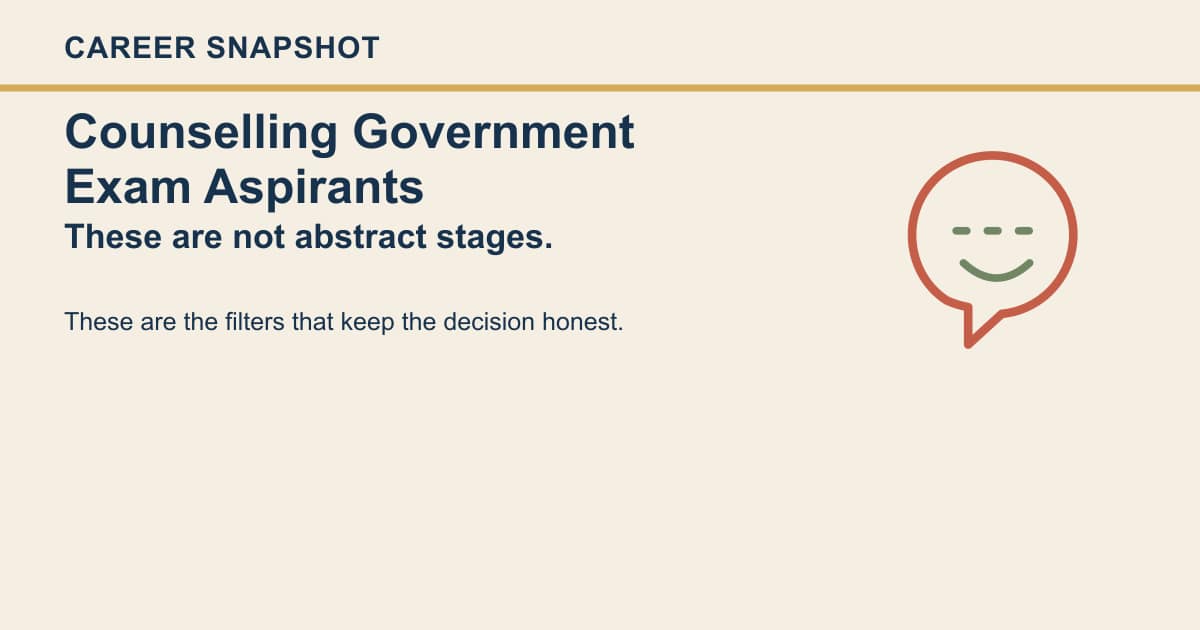 CAREER SNAPSHOT
Counselling Government
Exam Aspirants
These are not abstract stages.
These are the filters that keep the decision honest.